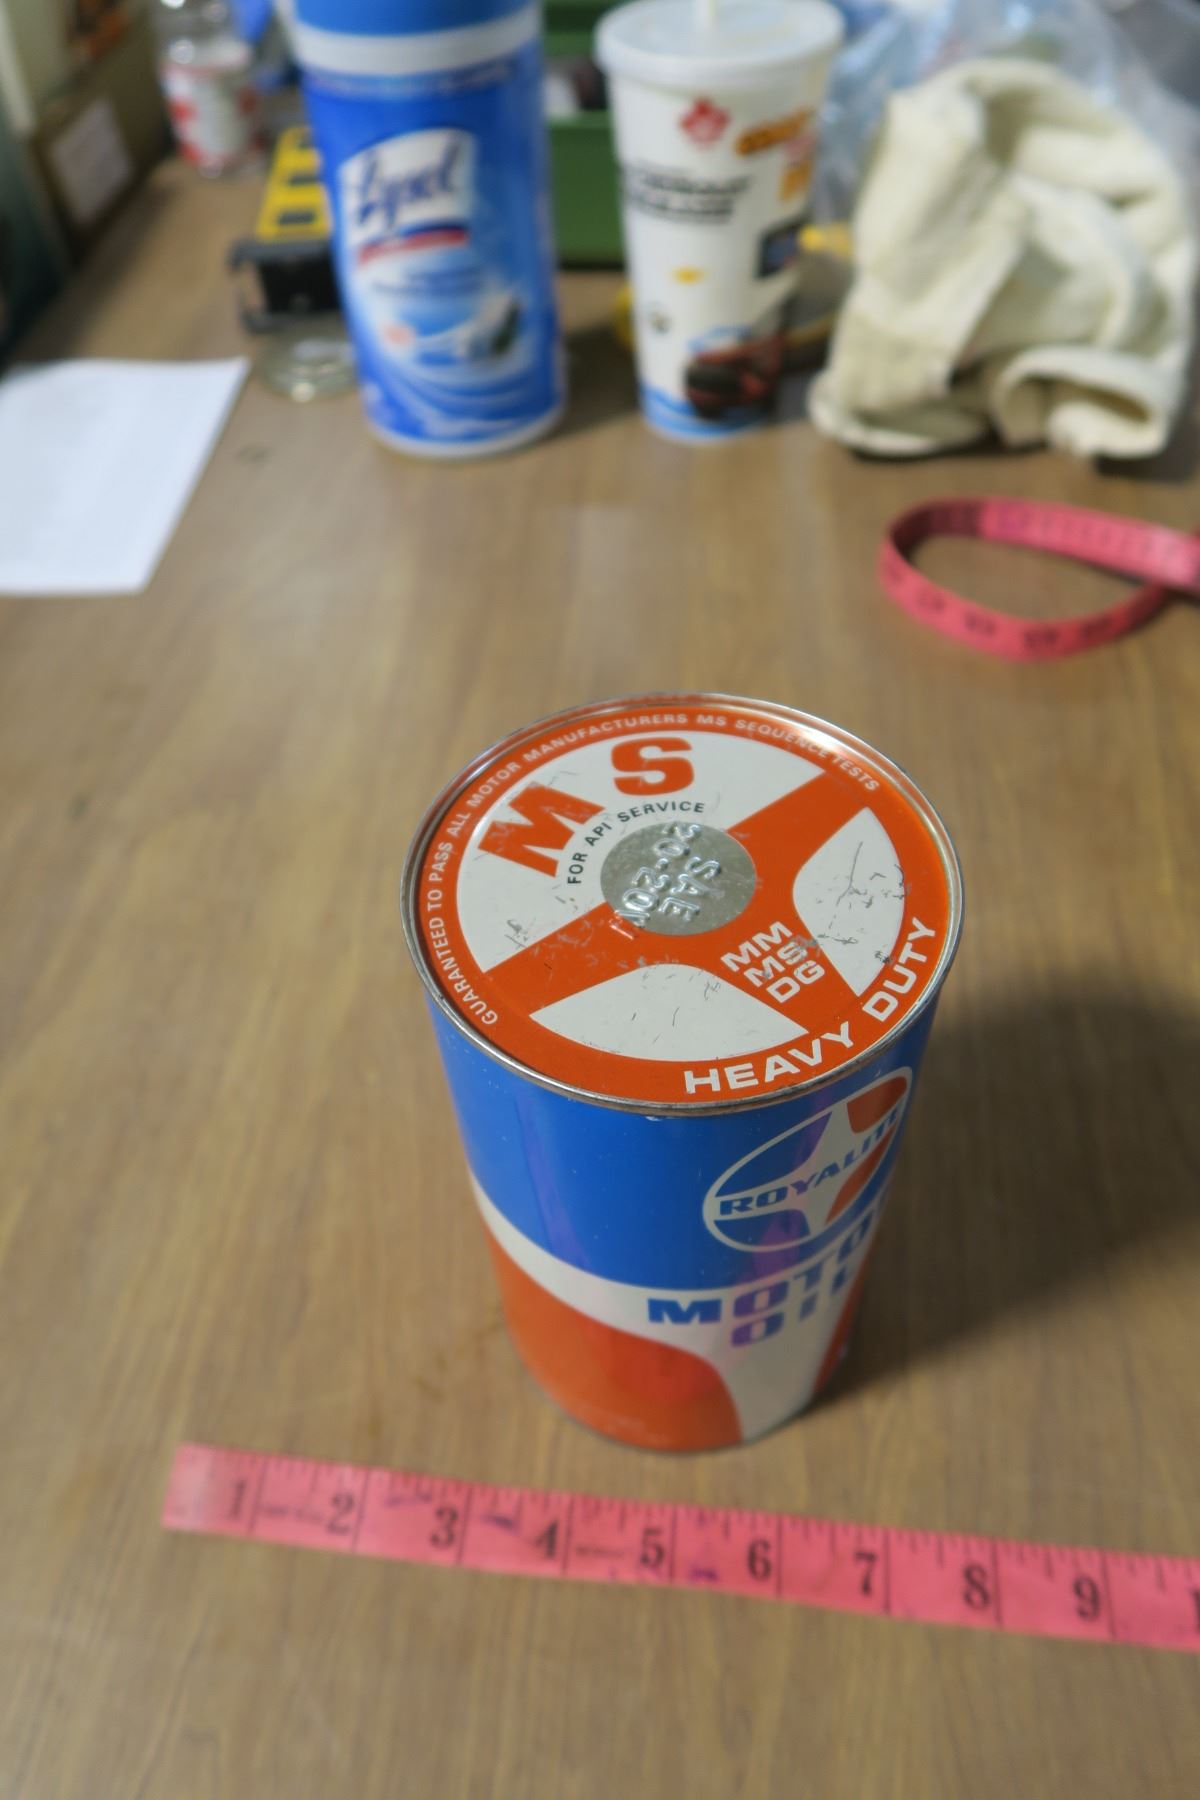 Lysol
GUARANTEED TO PASS ALL MOTOR MANUFACTURERS MS SEQUENCE TESTS
MS
FOR API SERVICE
SAE
20-20W
MM
MS
DG
HEAVY DUTY
ROYALITE
MOTO
OIL
1 2 3 4 5 6 7 8 9 1